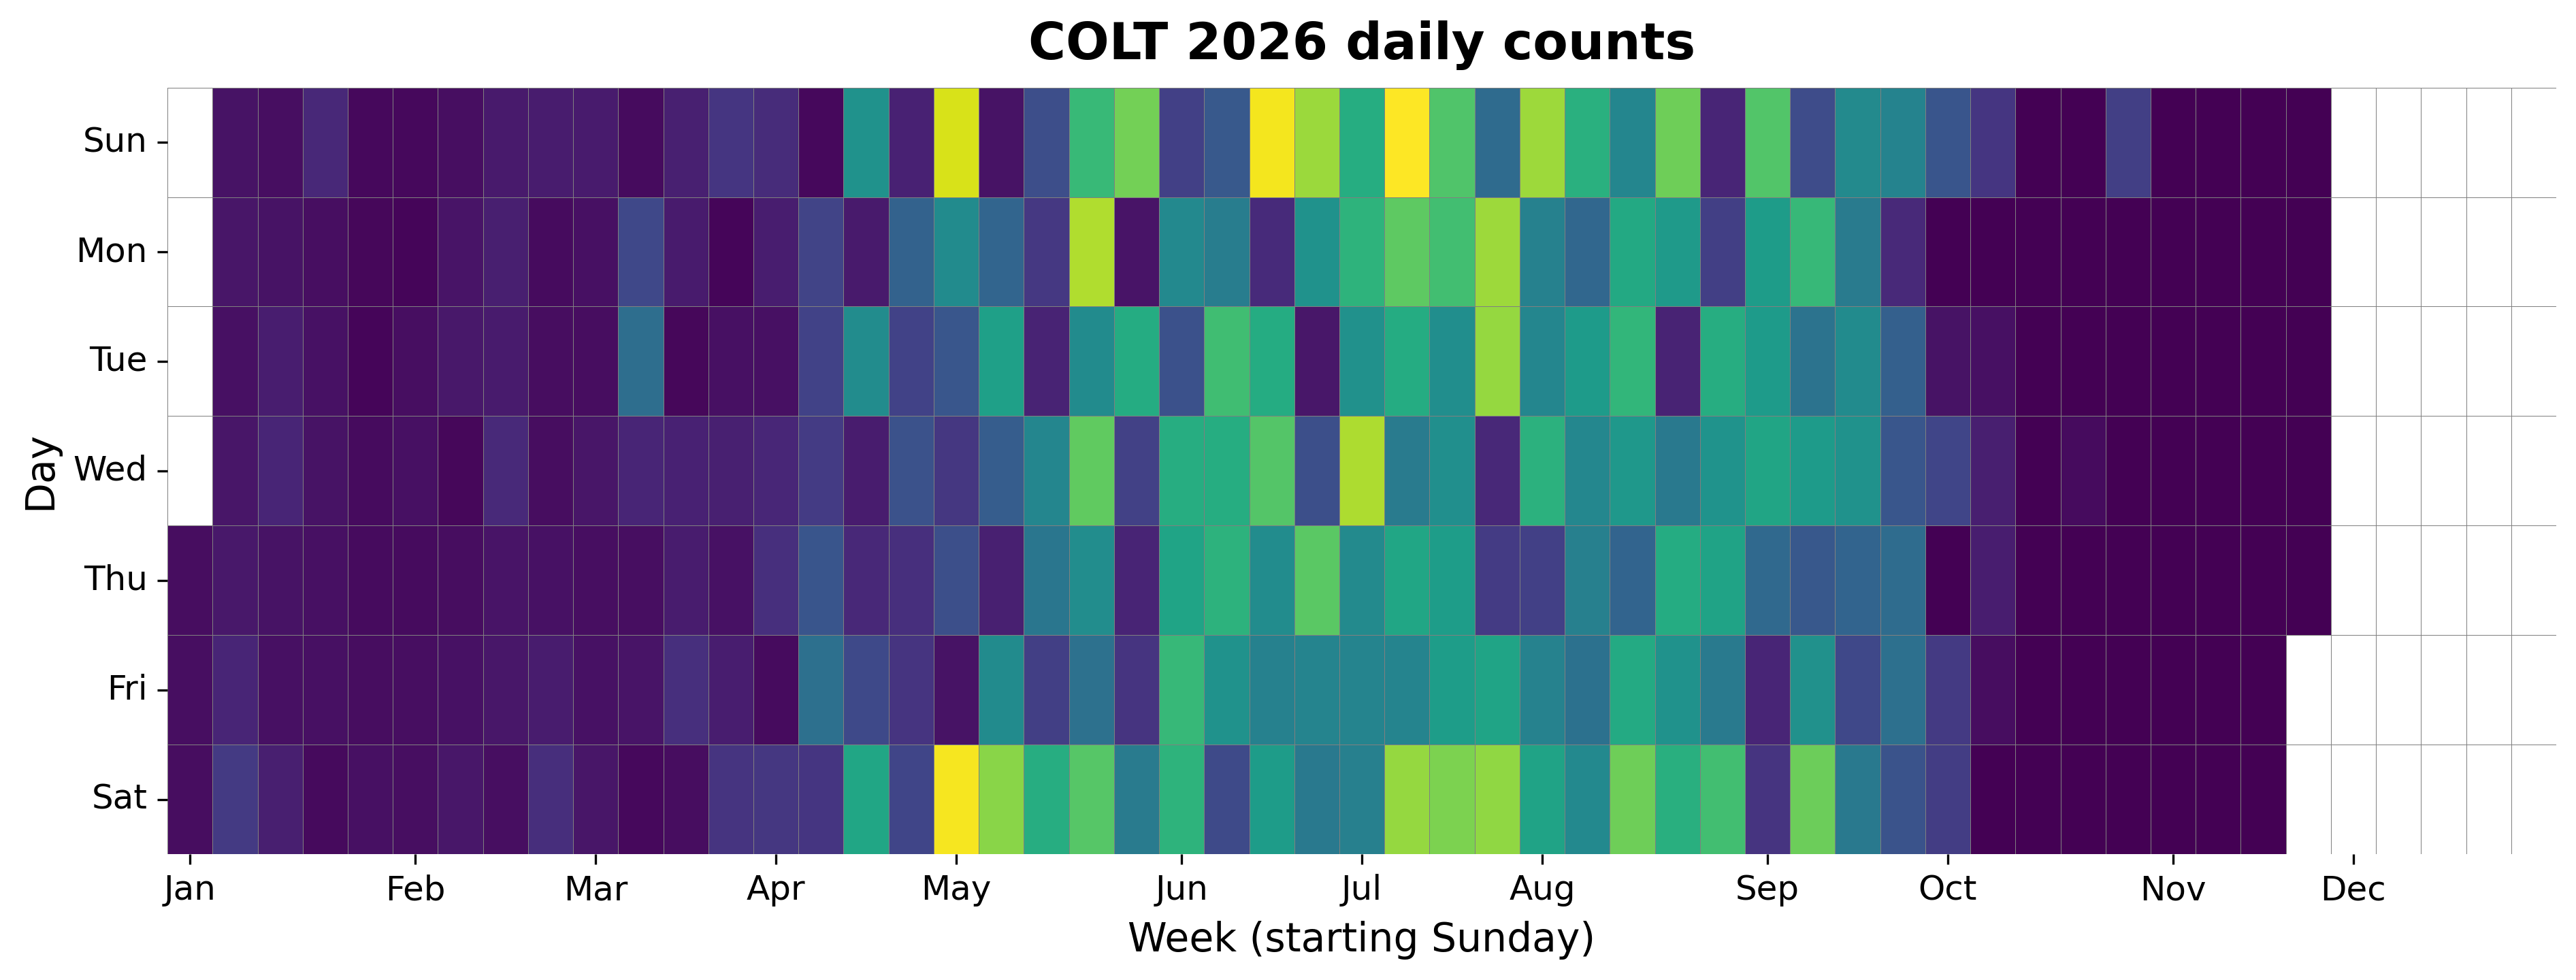 COLT 2026 daily counts
Day
Sun
Mon
Tue
Wed
Thu
Fri
Sat
Jan Feb Mar Apr May Jun Jul Aug Sep Oct Nov Dec
Week (starting Sunday)